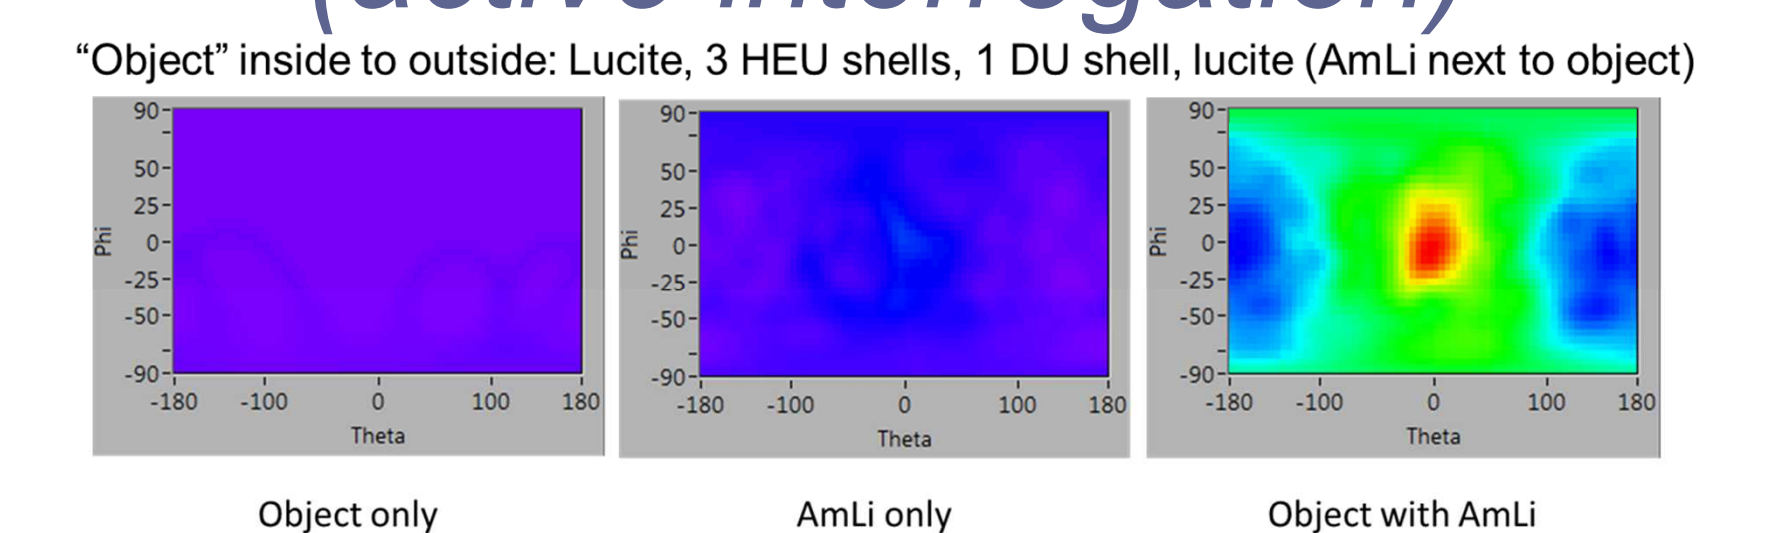 (active interrogation)
“Object” inside to outside: Lucite, 3 HEU shells, 1 DU shell, lucite (AmLi next to object)
90
50
25
0
-25
-50
-90
Phi
-180 -100 0 100 180
Theta
90
50
25
0
-25
-50
-90
Phi
-180 -100 0 100 180
Theta
90
50
25
0
-25
-50
-90
Phi
-180 -100 0 100 180
Theta
Object only
AmLi only
Object with AmLi